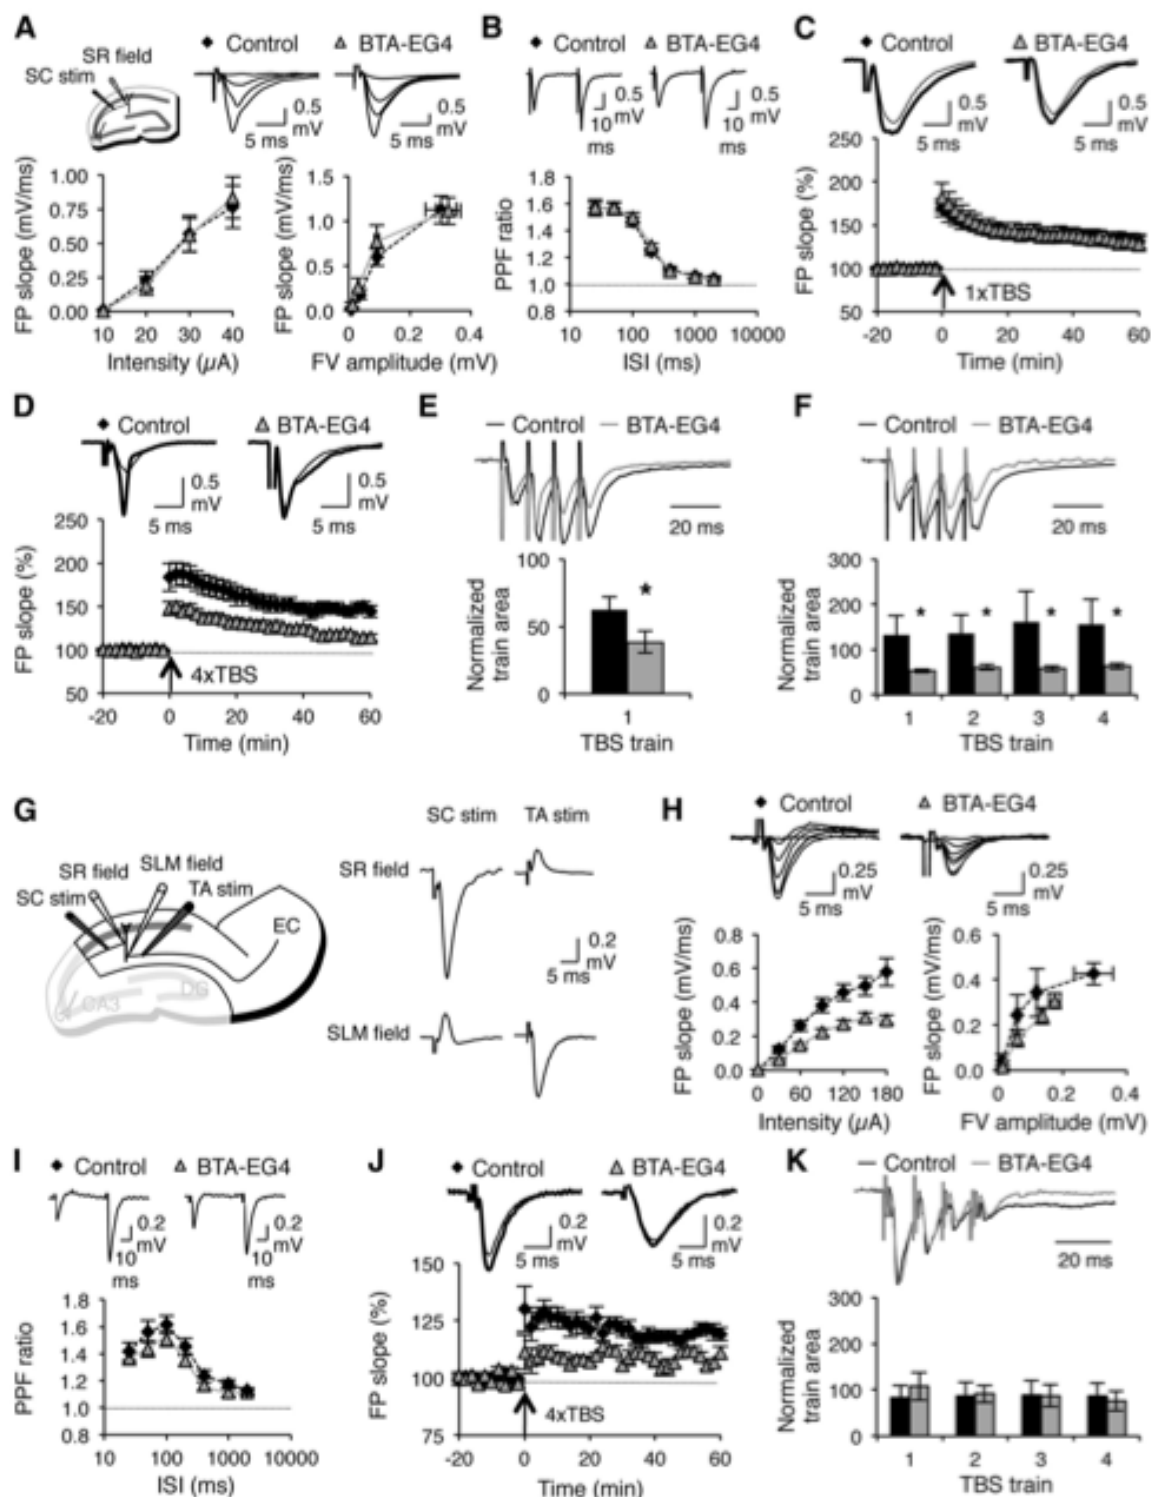 A
SR field
SC stim
Control
BTA-EG4
0.5
mV
5 ms
0.5
mV
5 ms
FP slope (mV/ms)
1.00
0.75
0.50
0.25
0.00
10 20 30 40
Intensity (µA)
FP slope (mV/ms)
1.5
1.0
0.5
0.0
0 0.2 0.4
FV amplitude (mV)
B
Control
BTA-EG4
0.5
mV
10
ms
0.5
mV
10
ms
PPF ratio
1.8
1.6
1.4
1.2
1.0
0.8
10 100 1000 10000
ISI (ms)
C
Control
BTA-EG4
0.5
mV
5 ms
0.5
mV
5 ms
FP slope (%)
250
200
150
100
50
1xTBS
-20 0 20 40 60
Time (min)
D
Control
BTA-EG4
0.5
mV
5 ms
0.5
mV
5 ms
FP slope (%)
250
200
150
100
50
4xTBS
-20 0 20 40 60
Time (min)
E
Control
BTA-EG4
20 ms
Normalized
train area
100
50
0
*
1
TBS train
F
Control
BTA-EG4
20 ms
Normalized
train area
300
200
100
0
* * * *
1 2 3 4
TBS train
G
SR field
SLM field
SC stim
TA stim
EC
CA3
DG
SC stim TA stim
SR field
0.2
mV
5 ms
SLM field
H
Control
BTA-EG4
0.25
mV
5 ms
0.25
mV
5 ms
FP slope (mV/ms)
0.8
0.6
0.4
0.2
0.0
0 60 120 180
Intensity (µA)
FP slope (mV/ms)
0.6
0.4
0.2
0.0
0 0.2 0.4
FV amplitude (mV)
I
Control
BTA-EG4
0.2
mV
10
ms
0.2
mV
10
ms
PPF ratio
1.8
1.6
1.4
1.2
1.0
0.8
10 100 1000 10000
ISI (ms)
J
Control
BTA-EG4
0.2
mV
5 ms
0.2
mV
5 ms
FP slope (%)
150
125
100
75
4xTBS
-20 0 20 40 60
Time (min)
K
Control
BTA-EG4
20 ms
Normalized
train area
300
200
100
0
1 2 3 4
TBS train